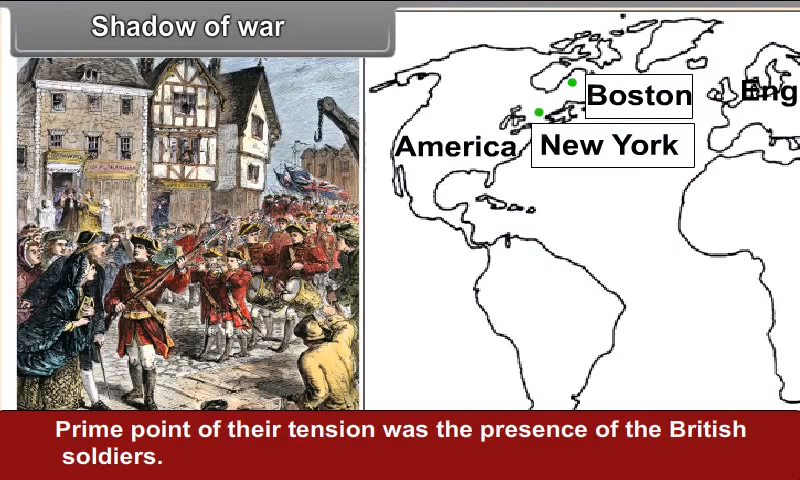 Shadow of war
Boston
Eng
America
New York
Prime point of their tension was the presence of the British
soldiers.